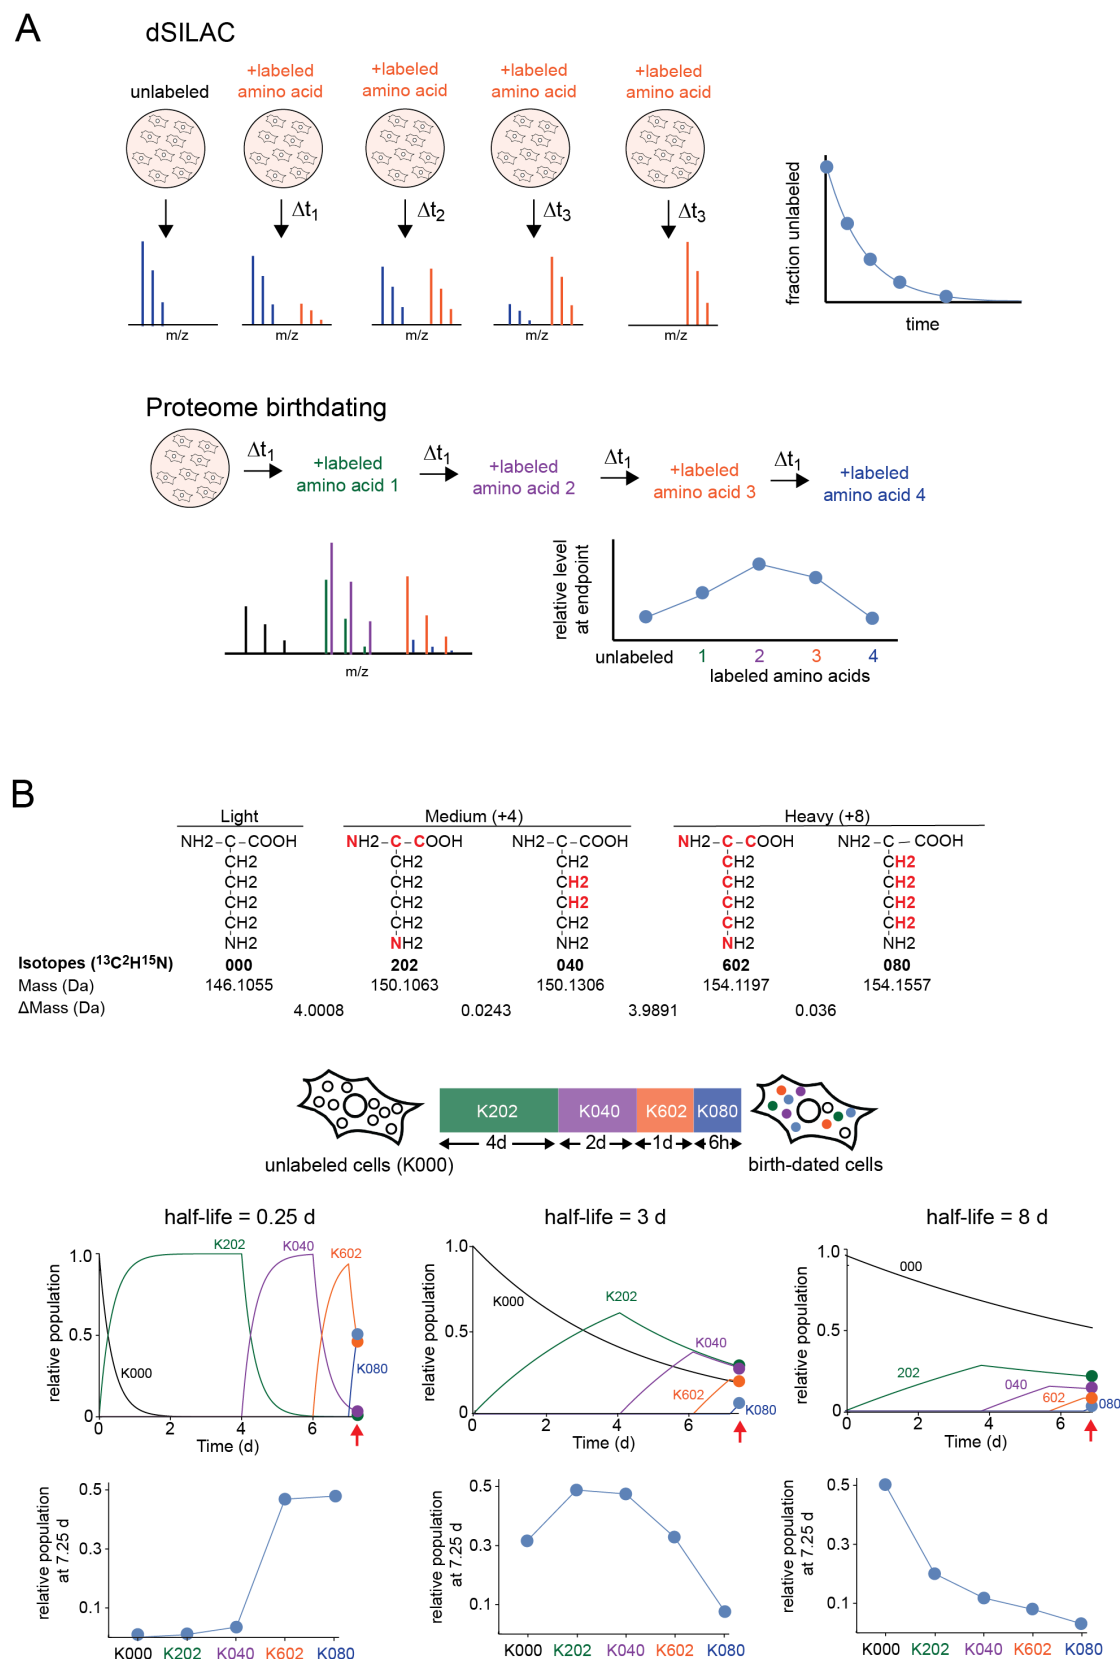 A
dSILAC
unlabeled
+labeled
amino acid
+labeled
amino acid
+labeled
amino acid
+labeled
amino acid
Δt1
Δt2
Δt3
Δt3
m/z
m/z
m/z
m/z
m/z
fraction unlabeled
time
Proteome birthdating
Δt1
+labeled
amino acid 1
Δt1
+labeled
amino acid 2
Δt1
+labeled
amino acid 3
Δt1
+labeled
amino acid 4
m/z
relative level
at endpoint
unlabeled 1 2 3 4
labeled amino acids
B
Light Medium (+4) Heavy (+8)
NH2-C-COOH NH2-C-COOH NH2-C-COOH NH2-C-COOH NH2-C-COOH
CH2 CH2 CH2 CH2 CH2
CH2 CH2 CH2 CH2 CH2
CH2 CH2 CH2 CH2 CH2
CH2 CH2 CH2 CH2 CH2
NH2 NH2 NH2 NH2 NH2
Isotopes (13C2H15N) 000 202 040 602 080
Mass (Da) 146.1055 150.1063 150.1306 154.1197 154.1557
ΔMass (Da) 4.0008 0.0243 3.9891 0.036
K202 K040 K602 K080
4d 2d 1d 6h
unlabeled cells (K000)
birth-dated cells
half-life = 0.25 d
relative population
1.0
0.5
0
K202
K040
K602
K000
K080
0 2 4 6
Time (d)
half-life = 3 d
relative population
1.0
0.5
0
K000
K202
K040
K602
K080
0 2 4 6
Time (d)
half-life = 8 d
relative population
1.0
0.5
0
000
202
040
602
080
0 2 4 6
Time (d)
relative population
at 7.25 d
0.5
0.3
0.1
K000 K202 K040 K602 K080
relative population
at 7.25 d
0.5
0.3
0.1
K000 K202 K040 K602 K080
relative population
at 7.25 d
0.5
0.3
0.1
K000 K202 K040 K602 K080